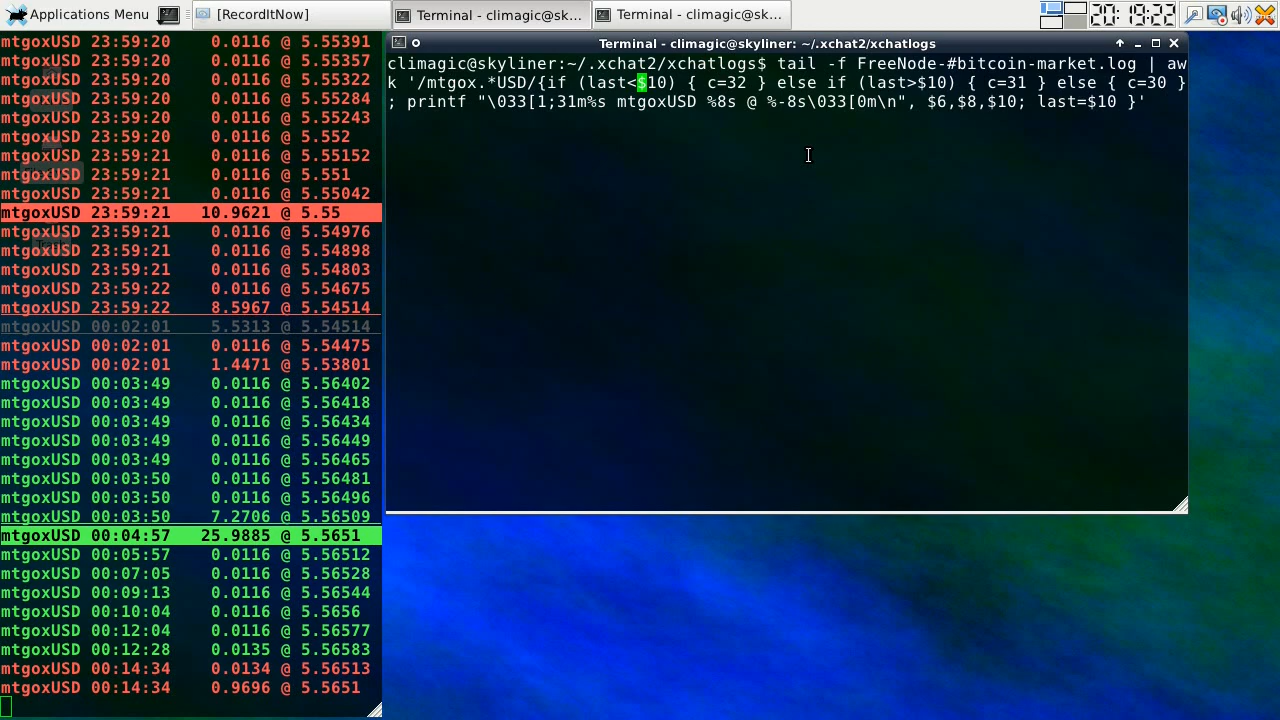 Applications Menu
[RecordItNow]
Terminal - climagic@sk...
Terminal - climagic@sk...
20: 19:22
mtgoxUSD 23:59:20 0.0116 @ 5.55391
mtgoxUSD 23:59:20 0.0116 @ 5.55357
mtgoxUSD 23:59:20 0.0116 @ 5.55322
mtgoxUSD 23:59:20 0.0116 @ 5.55284
mtgoxUSD 23:59:20 0.0116 @ 5.55243
mtgoxUSD 23:59:20 0.0116 @ 5.552
mtgoxUSD 23:59:21 0.0116 @ 5.55152
mtgoxUSD 23:59:21 0.0116 @ 5.551
mtgoxUSD 23:59:21 0.0116 @ 5.55042
mtgoxUSD 23:59:21 10.9621 @ 5.55
mtgoxUSD 23:59:21 0.0116 @ 5.54976
mtgoxUSD 23:59:21 0.0116 @ 5.54898
mtgoxUSD 23:59:21 0.0116 @ 5.54803
mtgoxUSD 23:59:22 0.0116 @ 5.54675
mtgoxUSD 23:59:22 8.5967 @ 5.54514
mtgoxUSD 00:02:01 5.5313 @ 5.54514
mtgoxUSD 00:02:01 0.0116 @ 5.54475
mtgoxUSD 00:02:01 1.4471 @ 5.53801
mtgoxUSD 00:03:49 0.0116 @ 5.56402
mtgoxUSD 00:03:49 0.0116 @ 5.56418
mtgoxUSD 00:03:49 0.0116 @ 5.56434
mtgoxUSD 00:03:49 0.0116 @ 5.56449
mtgoxUSD 00:03:49 0.0116 @ 5.56465
mtgoxUSD 00:03:50 0.0116 @ 5.56481
mtgoxUSD 00:03:50 0.0116 @ 5.56496
mtgoxUSD 00:03:50 7.2706 @ 5.56509
mtgoxUSD 00:04:57 25.9885 @ 5.5651
mtgoxUSD 00:05:57 0.0116 @ 5.56512
mtgoxUSD 00:07:05 0.0116 @ 5.56528
mtgoxUSD 00:09:13 0.0116 @ 5.56544
mtgoxUSD 00:10:04 0.0116 @ 5.5656
mtgoxUSD 00:12:04 0.0116 @ 5.56577
mtgoxUSD 00:12:28 0.0135 @ 5.56583
mtgoxUSD 00:14:34 0.0134 @ 5.56513
mtgoxUSD 00:14:34 0.9696 @ 5.5651
Terminal - climagic@skyliner: ~/.xchat2/xchatlogs
climagic@skyliner:~/.xchat2/xchatlogs$ tail -f FreeNode-#bitcoin-market.log | aw
k '/mtgox.*USD/{if (last<$10) { c=32 } else if (last>$10) { c=31 } else { c=30 }
; printf "\033[1;31m%s mtgoxUSD %8s @ %-8s\033[0m\n", $6,$8,$10; last=$10 }'